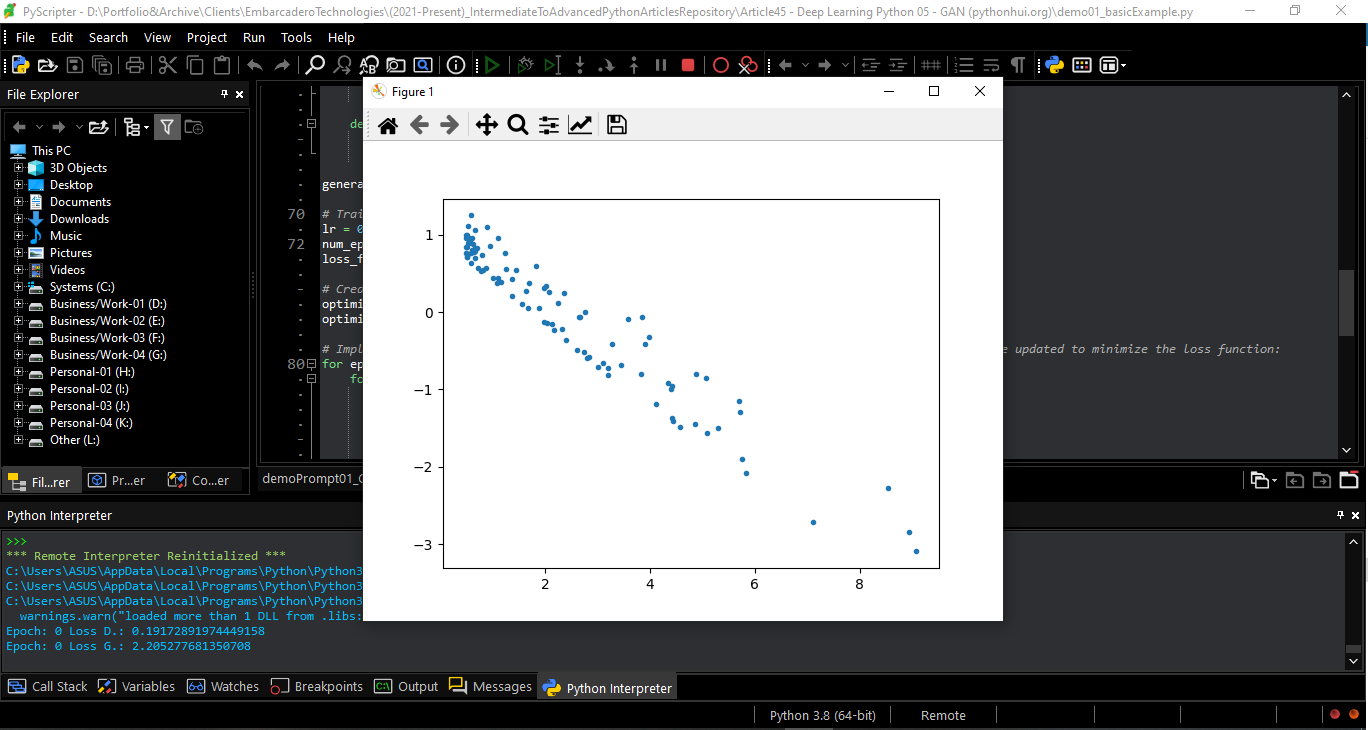 PyScripter - D:\Portfolio&Archive\Clients\EmbarcaderoTechnologies\(2021-Present)_IntermediateToAdvancedPythonArticlesRepository\Article45 - Deep Learning Python 05 - GAN (pythonhui.org)\demo01_basicExample.py
File Edit Search View Project Run Tools Help
File Explorer
This PC
3D Objects
Desktop
Documents
Downloads
Music
Pictures
Videos
Systems (C:)
Business/Work-01 (D:)
Business/Work-02 (E:)
Business/Work-03 (F:)
Business/Work-04 (G:)
Personal-01 (H:)
Personal-02 (I:)
Personal-03 (J:)
Personal-04 (K:)
Other (L:)
Fil...rer Pr...er Co...er
de
genera
70 # Trai
lr = 0
72 num_ep
loss_f
# Crea
optimi
optimi
# Impl
e updated to minimize the loss function:
80 for ep
fo
demoPrompt01_
Figure 1
1
0
−1
−2
−3
2 4 6 8
Python Interpreter
>>>
*** Remote Interpreter Reinitialized ***
C:\Users\ASUS\AppData\Local\Programs\Python\Python3
C:\Users\ASUS\AppData\Local\Programs\Python\Python3
C:\Users\ASUS\AppData\Local\Programs\Python\Python3
warnings.warn("loaded more than 1 DLL from .libs:
Epoch: 0 Loss D.: 0.19172891974449158
Epoch: 0 Loss G.: 2.205277681350708
Call Stack Variables Watches Breakpoints Output Messages Python Interpreter
Python 3.8 (64-bit) Remote